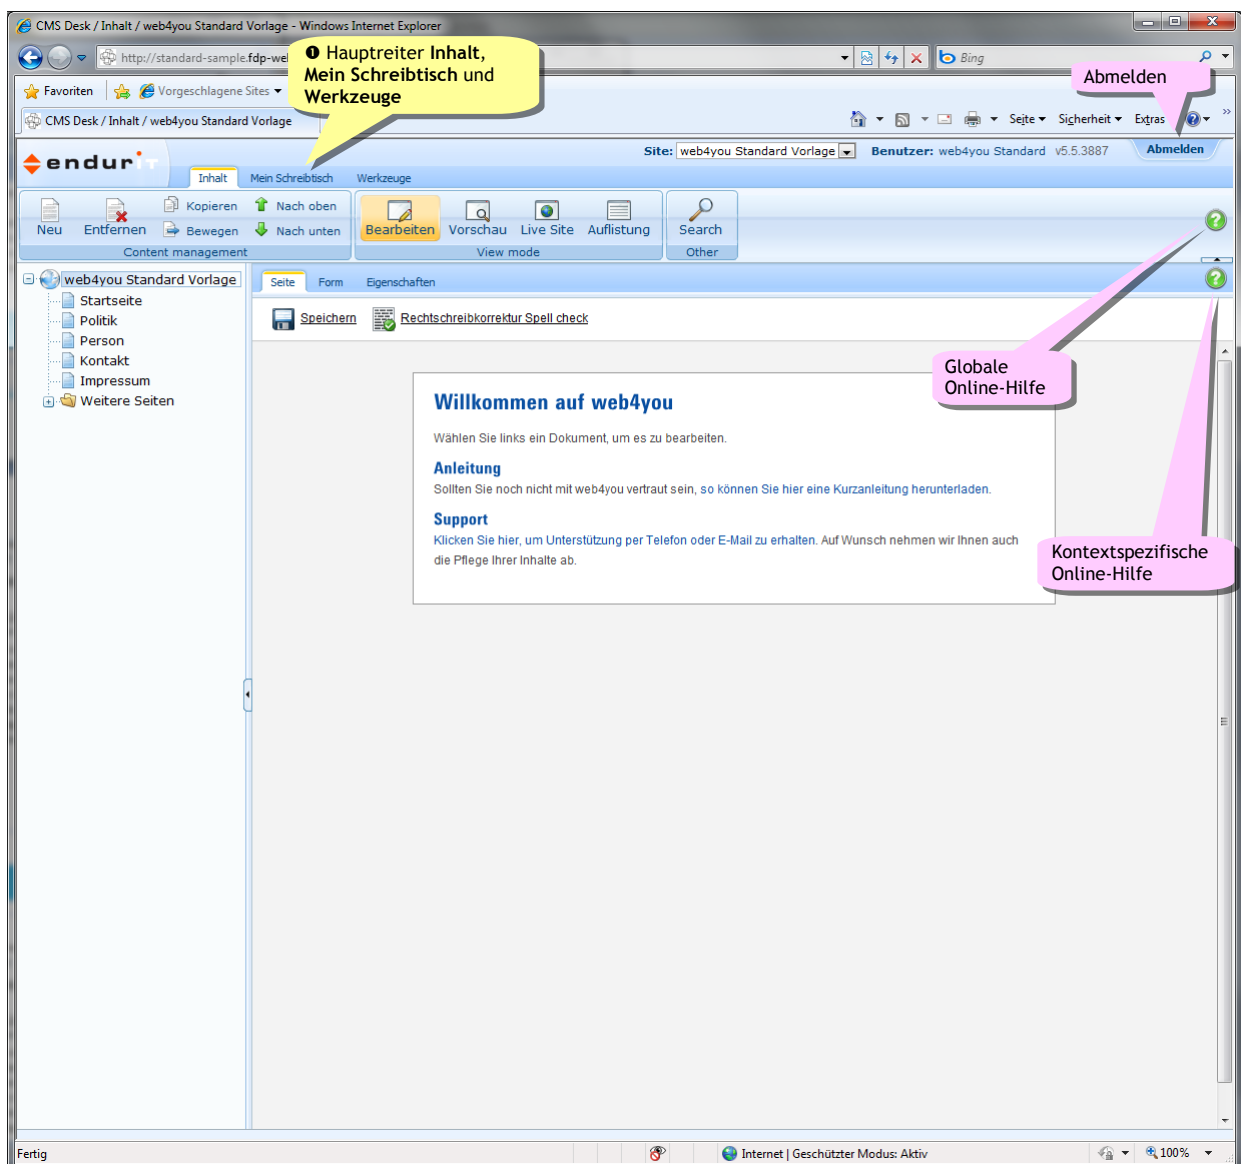 CMS Desk / Inhalt / web4you Standard Vorlage - Windows Internet Explorer
http://standard-sample.fdp-we
Bing
❶ Hauptreiter Inhalt,
Mein Schreibtisch und
Werkzeuge
Abmelden
Favoriten
Vorgeschlagene Sites
CMS Desk / Inhalt / web4you Standard Vorlage
Seite
Sicherheit
Extras
endurit
Site: web4you Standard Vorlage
Benutzer: web4you Standard
v5.5.3887
Abmelden
Inhalt
Mein Schreibtisch
Werkzeuge
Neu
Entfernen
Kopieren
Bewegen
Nach oben
Nach unten
Content management
Bearbeiten
Vorschau
Live Site
Auflistung
View mode
Search
Other
web4you Standard Vorlage
Startseite
Politik
Person
Kontakt
Impressum
Weitere Seiten
Seite
Form
Eigenschaften
Speichern
Rechtschreibkorrektur Spell check
Globale
Online-Hilfe
Willkommen auf web4you
Wählen Sie links ein Dokument, um es zu bearbeiten.
Anleitung
Sollten Sie noch nicht mit web4you vertraut sein, so können Sie hier eine Kurzanleitung herunterladen.
Support
Klicken Sie hier, um Unterstützung per Telefon oder E-Mail zu erhalten. Auf Wunsch nehmen wir Ihnen auch
die Pflege Ihrer Inhalte ab.
Kontextspezifische
Online-Hilfe
Fertig
Internet | Geschützter Modus: Aktiv
100%